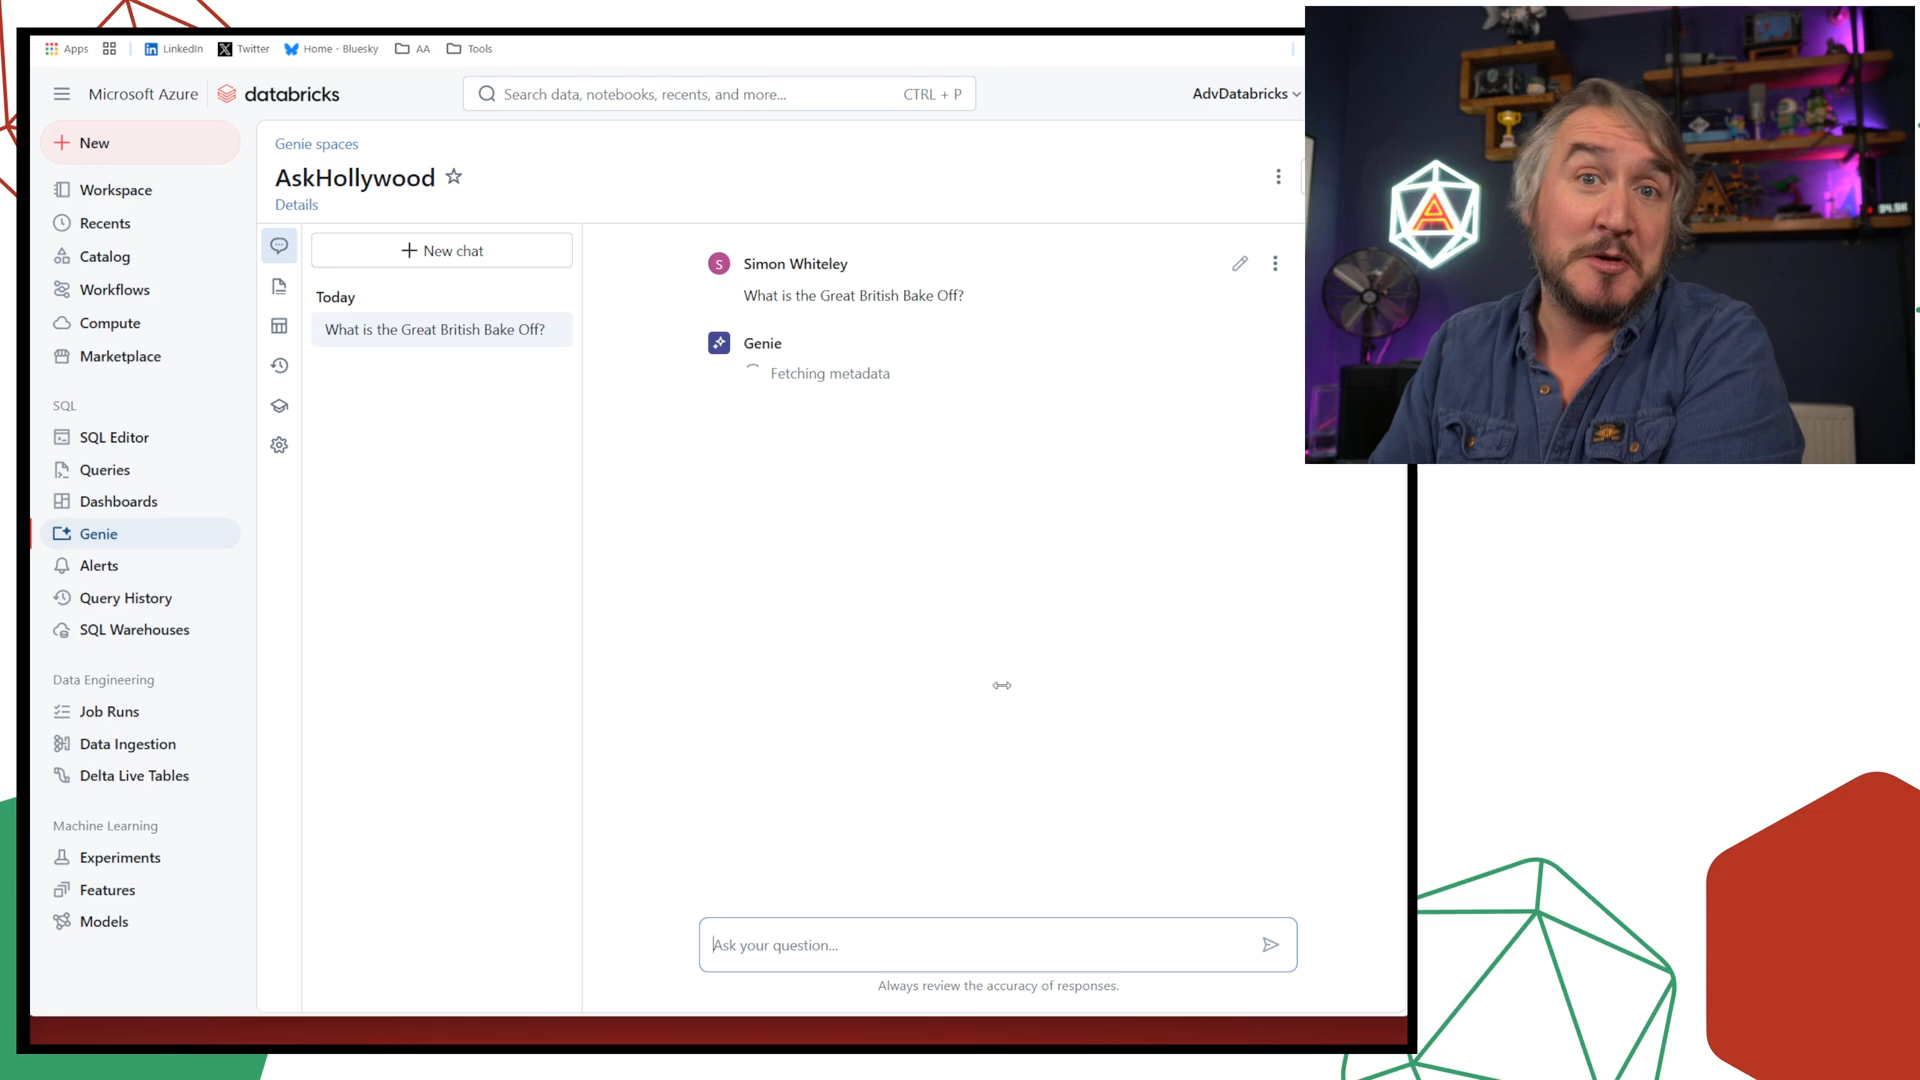 Apps
LinkedIn
Twitter
Home - Bluesky
AA
Tools
Microsoft Azure
databricks
Search data, notebooks, recents, and more...
CTRL + P
AdvDatabricks
New
Workspace
Recents
Catalog
Workflows
Compute
Marketplace
SQL
SQL Editor
Queries
Dashboards
Genie
Alerts
Query History
SQL Warehouses
Data Engineering
Job Runs
Data Ingestion
Delta Live Tables
Machine Learning
Experiments
Features
Models
Genie spaces
AskHollywood
Details
New chat
Today
What is the Great British Bake Off?
S
Simon Whiteley
What is the Great British Bake Off?
Genie
Fetching metadata
Ask your question...
Always review the accuracy of responses.
A